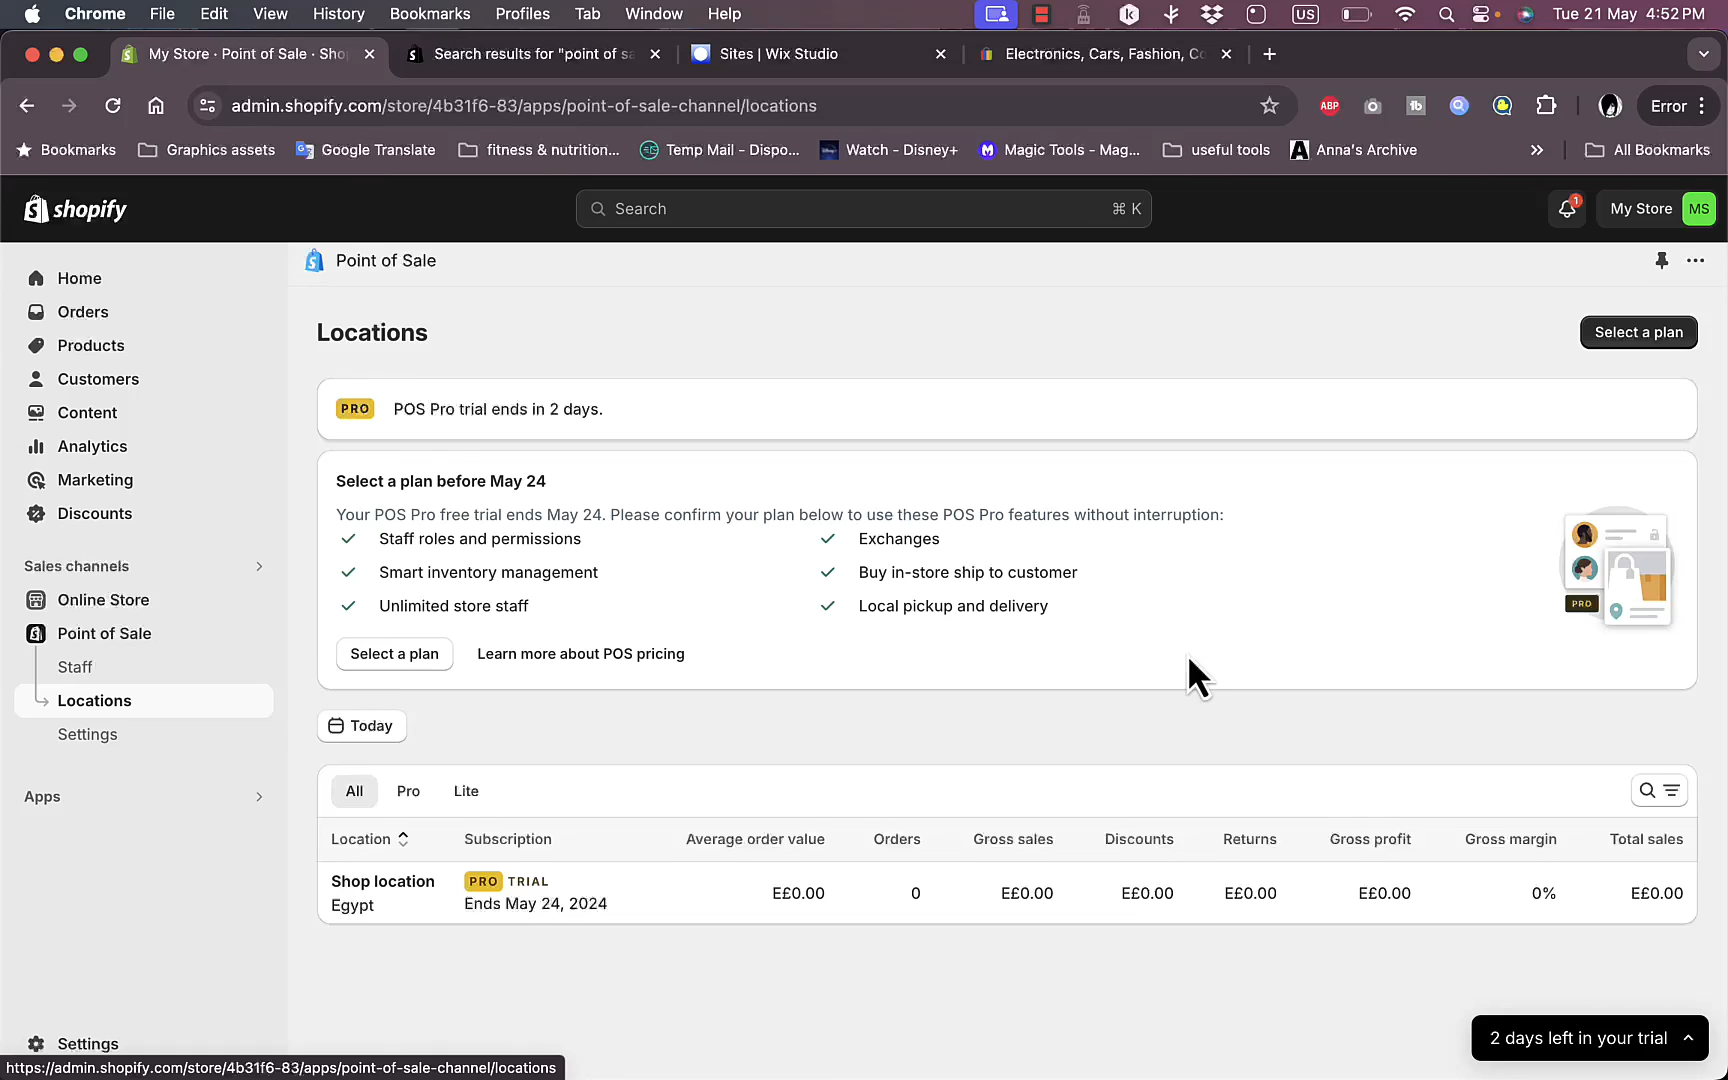 Chrome File Edit View History Bookmarks Profiles Tab Window Help US Tue 21 May 4:52 PM
My Store · Point of Sale · Sho Search results for "point of sa Sites | Wix Studio Electronics, Cars, Fashion, Co
admin.shopify.com/store/4b31f6-83/apps/point-of-sale-channel/locations ABP tb Error
Bookmarks Graphics assets Google Translate fitness & nutrition... Temp Mail - Dispo... Watch - Disney+ Magic Tools - Mag... useful tools Anna's Archive All Bookmarks
shopify Search ⌘ K 1 My Store MS
Point of Sale
Home
Orders
Products
Customers
Content
Analytics
Marketing
Discounts
Sales channels
Online Store
Point of Sale
Staff
Locations
Settings
Apps
Settings
Locations Select a plan
PRO POS Pro trial ends in 2 days.
Select a plan before May 24
Your POS Pro free trial ends May 24. Please confirm your plan below to use these POS Pro features without interruption:
Staff roles and permissions Exchanges
Smart inventory management Buy in-store ship to customer
Unlimited store staff Local pickup and delivery
PRO
Select a plan Learn more about POS pricing
Today
All Pro Lite
Location Subscription Average order value Orders Gross sales Discounts Returns Gross profit Gross margin Total sales
Shop location PRO TRIAL E£0.00 0 E£0.00 E£0.00 E£0.00 E£0.00 0% E£0.00
Egypt Ends May 24, 2024
2 days left in your trial
https://admin.shopify.com/store/4b31f6-83/apps/point-of-sale-channel/locations